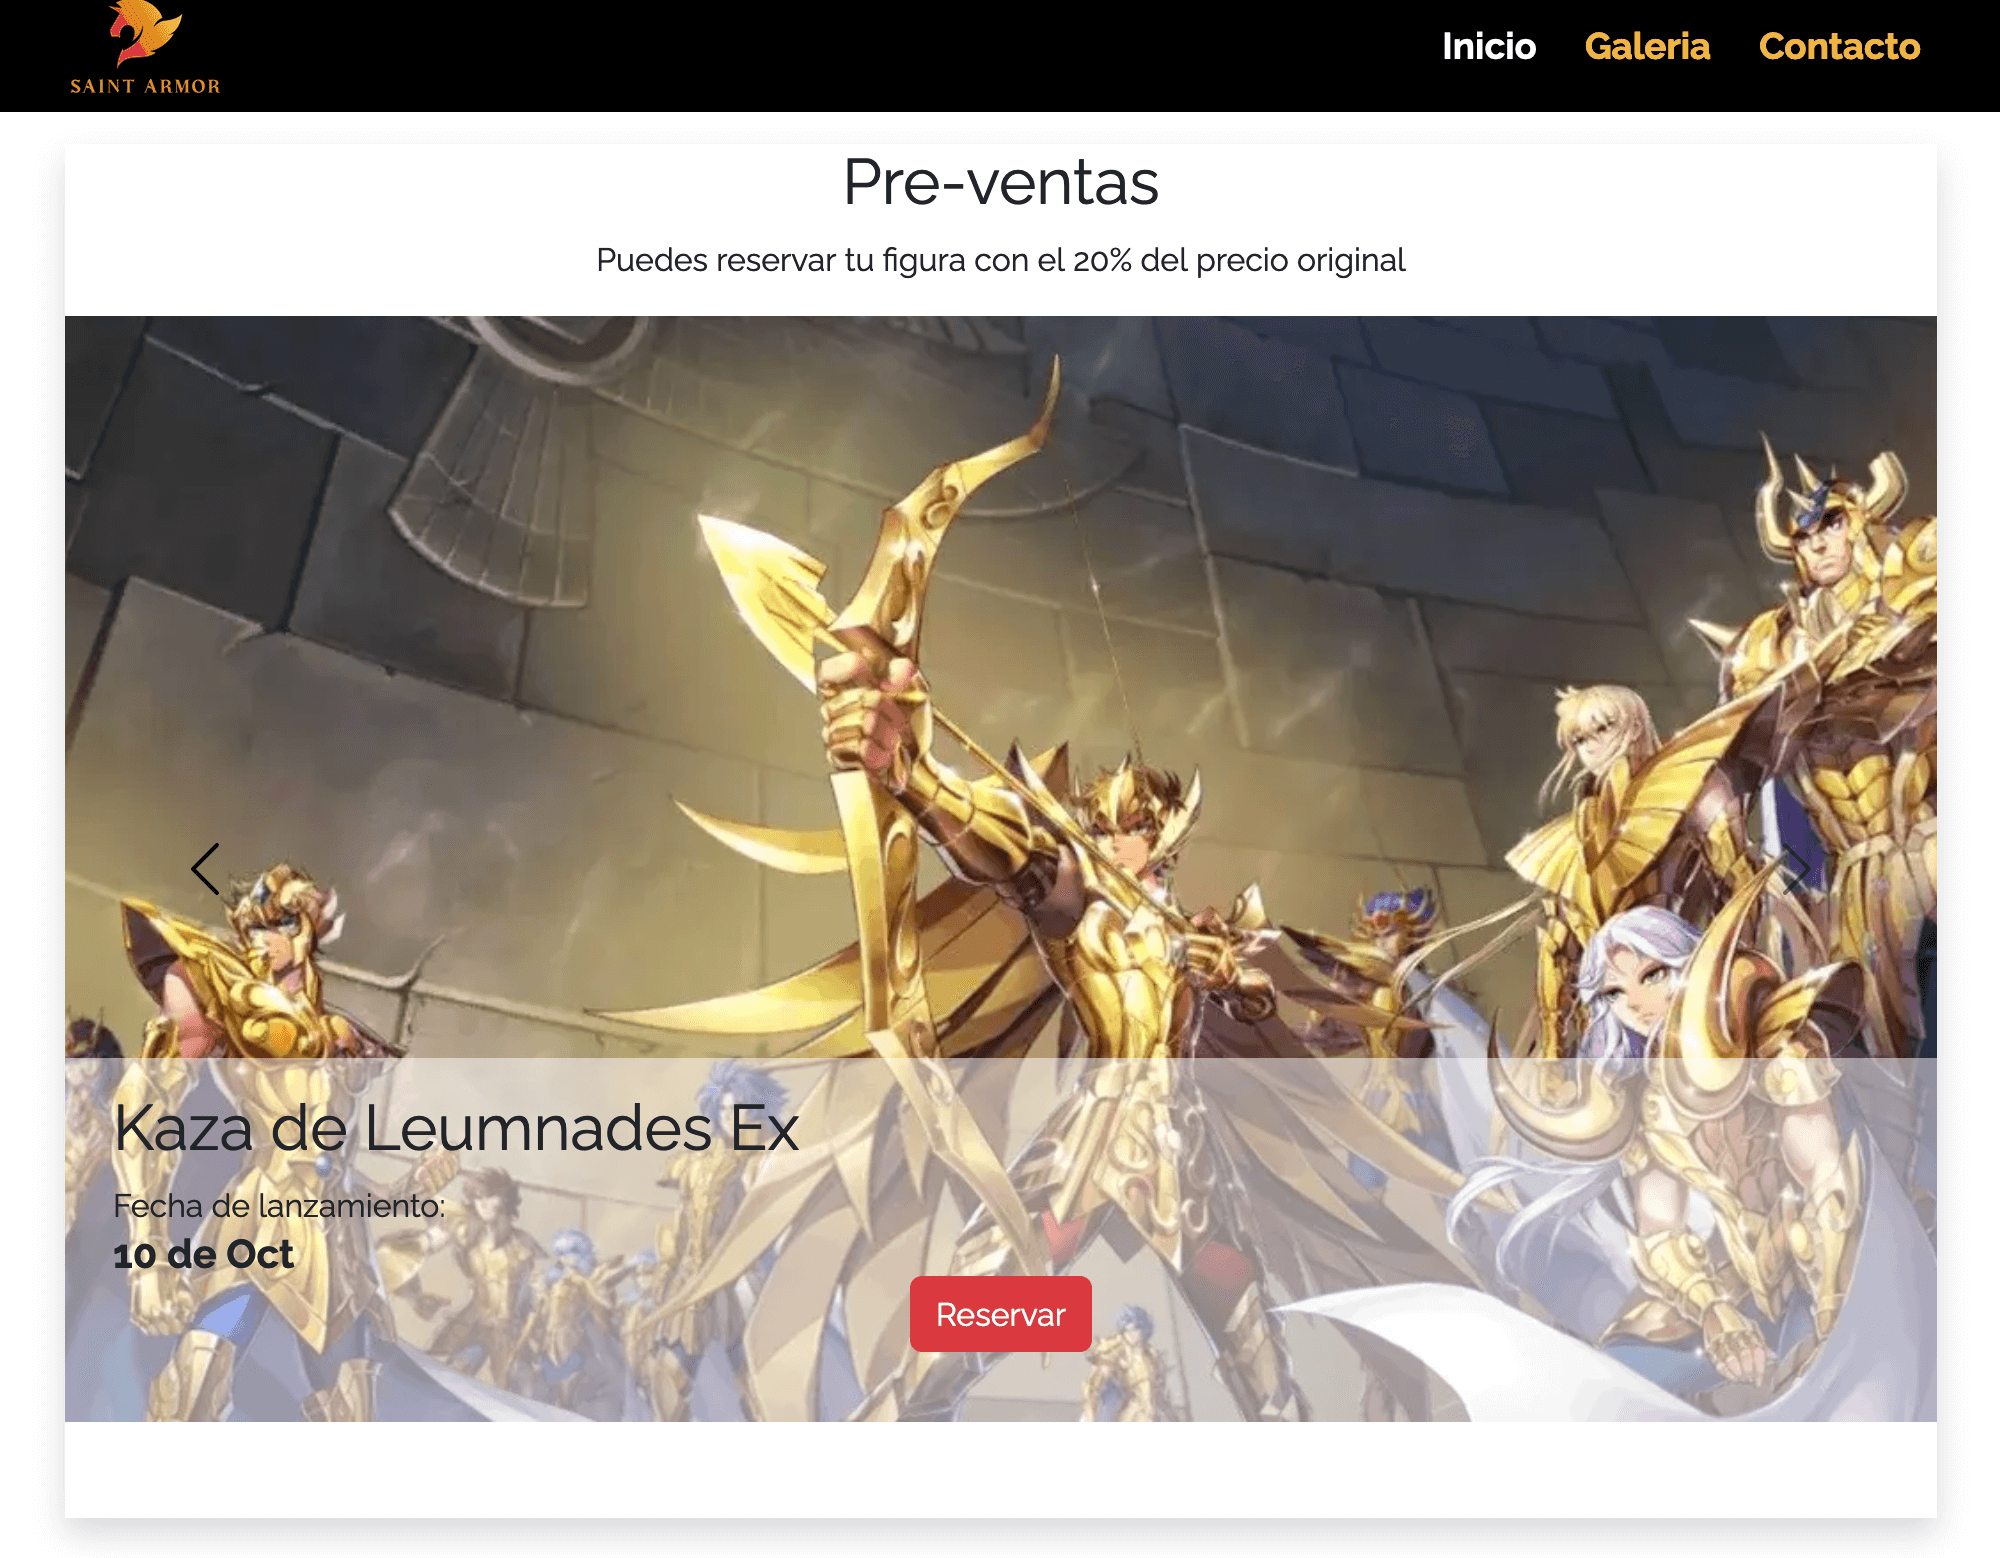 SAINT ARMOR
Inicio Galeria Contacto
Pre-ventas
Puedes reservar tu figura con el 20% del precio original
Kaza de Leumnades Ex
Fecha de lanzamiento:
10 de Oct
Reservar